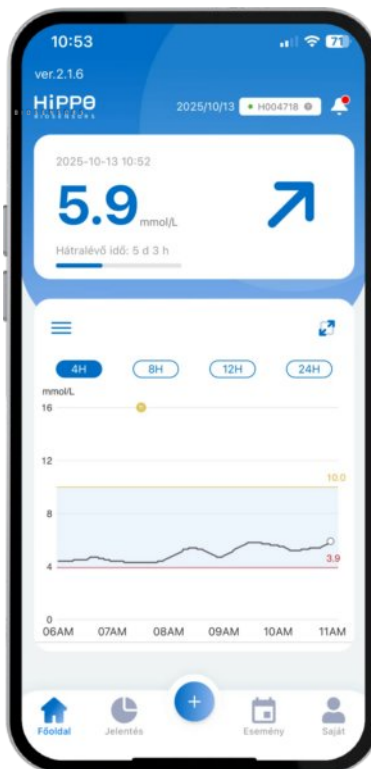 10:53
71
ver.2.1.6
HiPPO
BIOSENSORS
2025/10/13
H004718
2025-10-13 10:52
5.9 mmol/L
Hátralévő idő: 5 d 3 h
4H 8H 12H 24H
mmol/L
16
12
10.0
8
4
3.9
0
06AM 07AM 08AM 09AM 10AM 11AM
Főoldal Jelentés + Esemény Saját